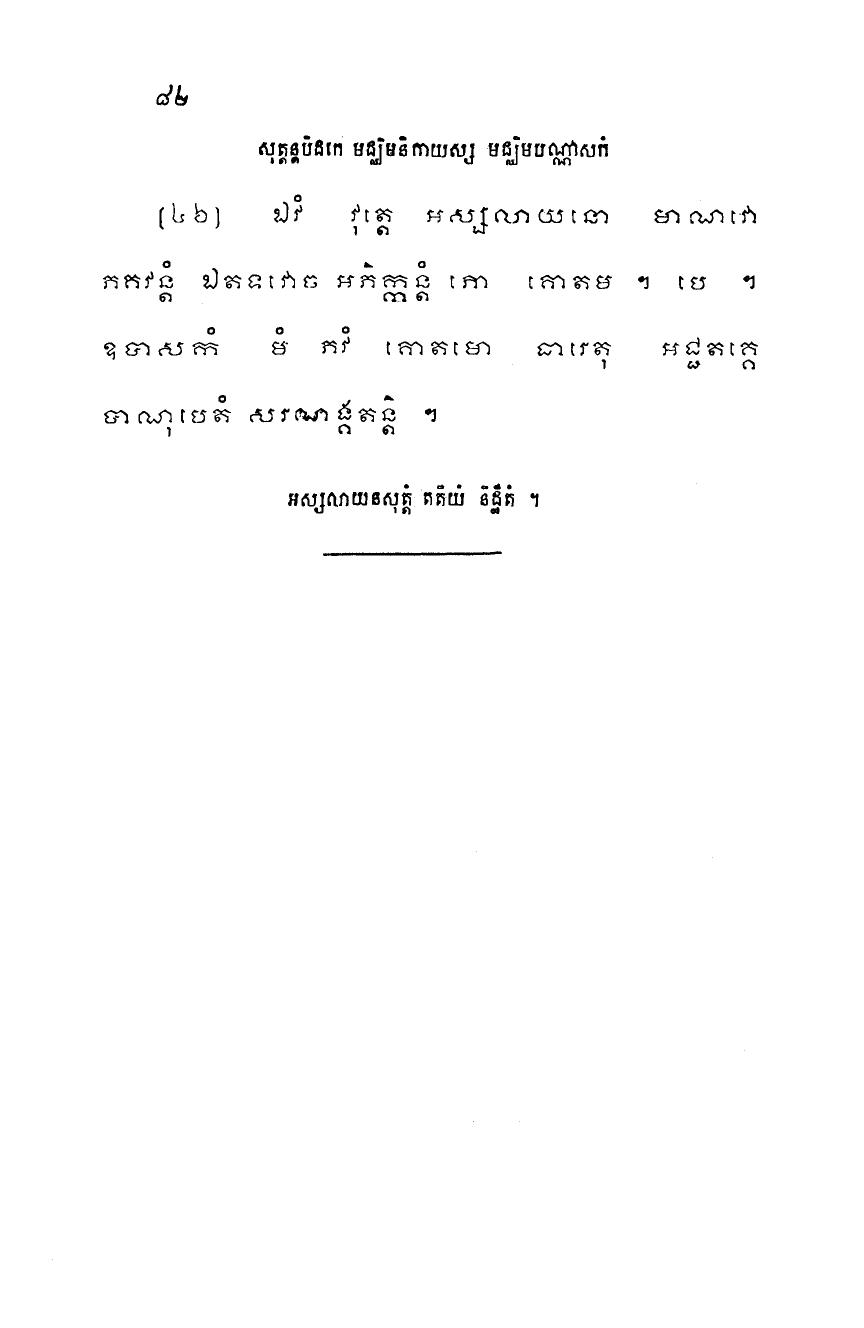 ៨២
សុត្តន្តបិដកេ មជ្ឈិមនិកាយស្ស មជ្ឈិមបណ្ណាសកំ
[៤៦] ឯវំ វុត្តេ អស្សលាយនោ មាណវោ
ភគវន្តំ ឯតទវោច អភិក្កន្តំ ភោ គោតម ។ បេ ។
ឧបាសកំ មំ ភវំ គោតមោ ធារេតុ អជ្ជតគ្គេ
បាណុបេតំ សរណង្គតន្តិ ។
អស្សលាយនសុត្តំ តតិយំ និដ្ឋិតំ ។